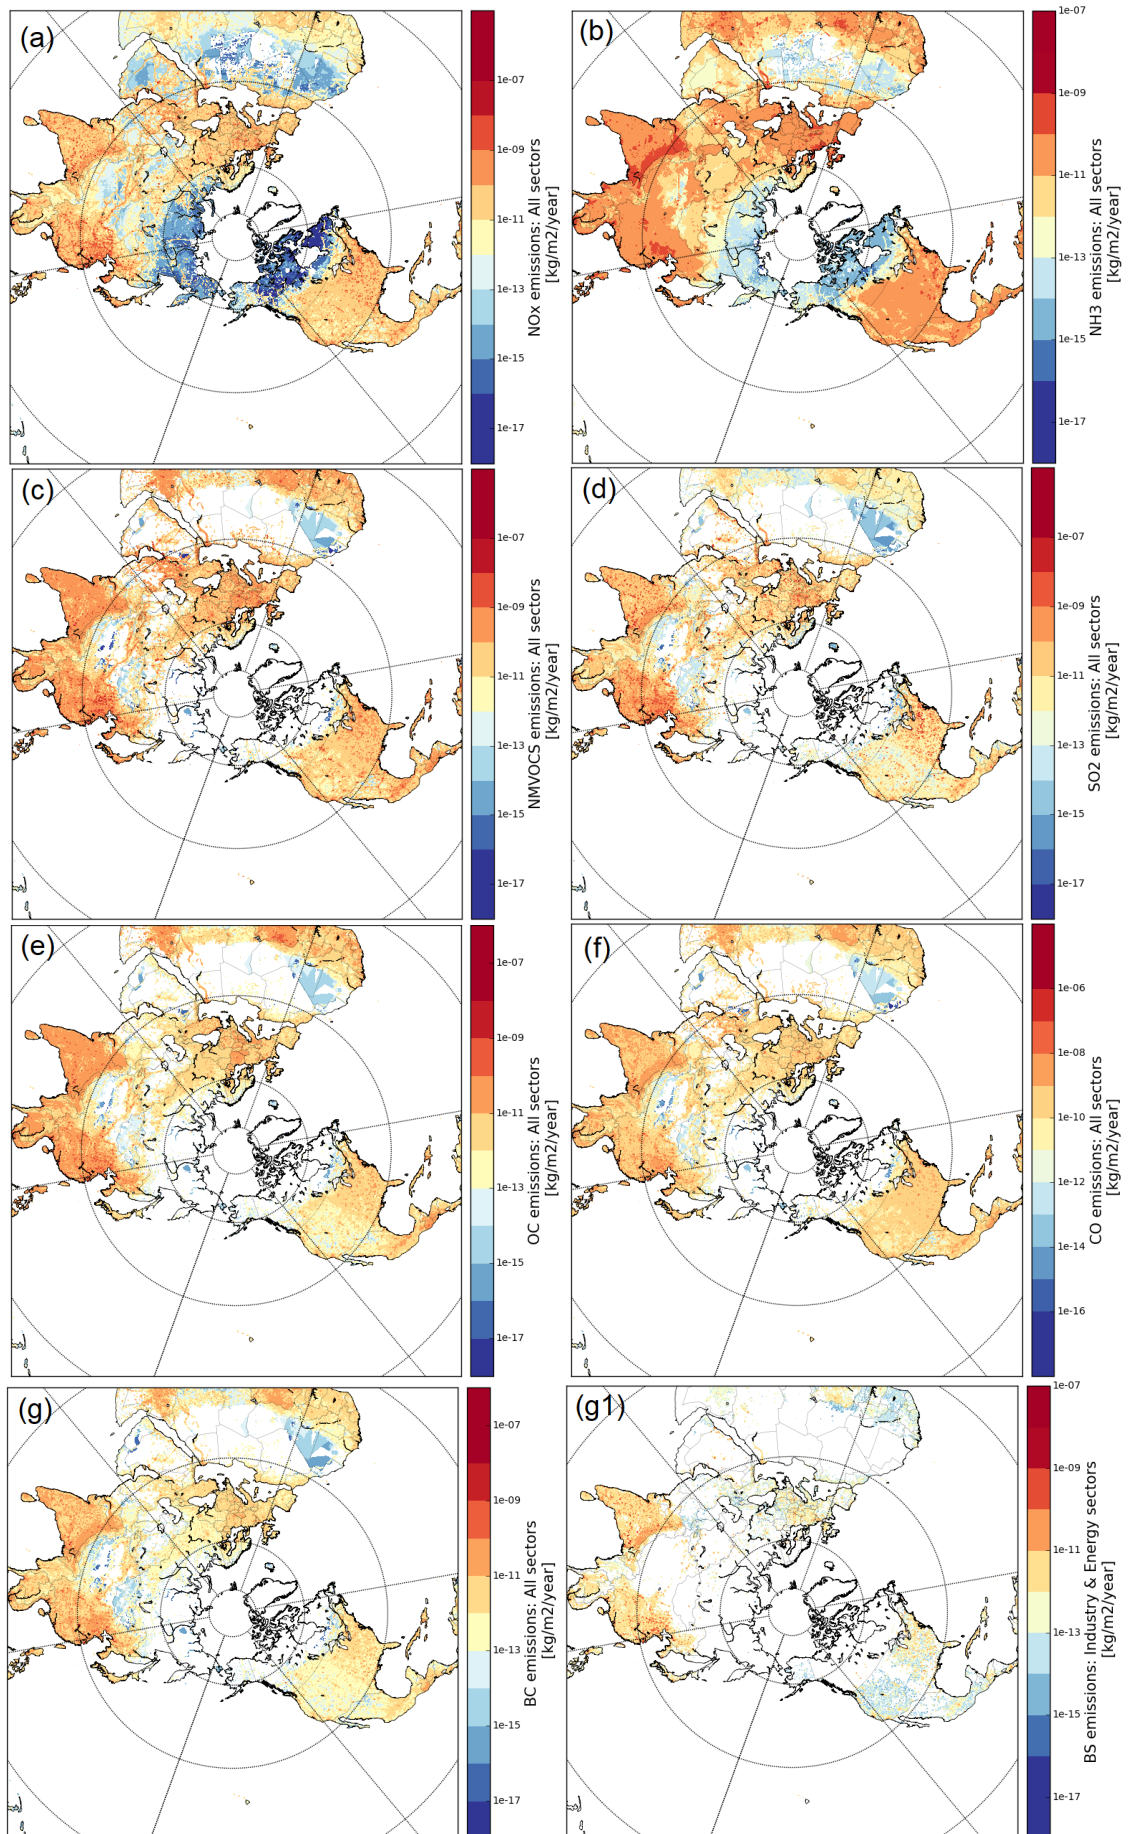 (a)
1e-07
1e-09
1e-11
1e-13
1e-15
1e-17
NOx emissions: All sectors
[kg/m2/year]
(b)
1e-07
1e-09
1e-11
1e-13
1e-15
1e-17
NH3 emissions: All sectors
[kg/m2/year]
(c)
1e-07
1e-09
1e-11
1e-13
1e-15
1e-17
NMVOCS emissions: All sectors
[kg/m2/year]
(d)
1e-07
1e-09
1e-11
1e-13
1e-15
1e-17
SO2 emissions: All sectors
[kg/m2/year]
(e)
1e-07
1e-09
1e-11
1e-13
1e-15
1e-17
OC emissions: All sectors
[kg/m2/year]
(f)
1e-06
1e-08
1e-10
1e-12
1e-14
1e-16
CO emissions: All sectors
[kg/m2/year]
(g)
1e-07
1e-09
1e-11
1e-13
1e-15
1e-17
BC emissions: All sectors
[kg/m2/year]
(g1)
1e-07
1e-09
1e-11
1e-13
1e-15
1e-17
BS emissions: Industry & Energy sectors
[kg/m2/year]